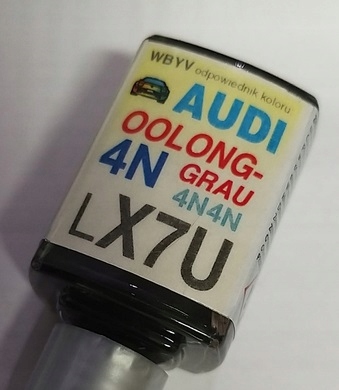 WBYV odpowiednik koloru
AUDI
OOLONG-
4N GRAU
4N4N
LX7U